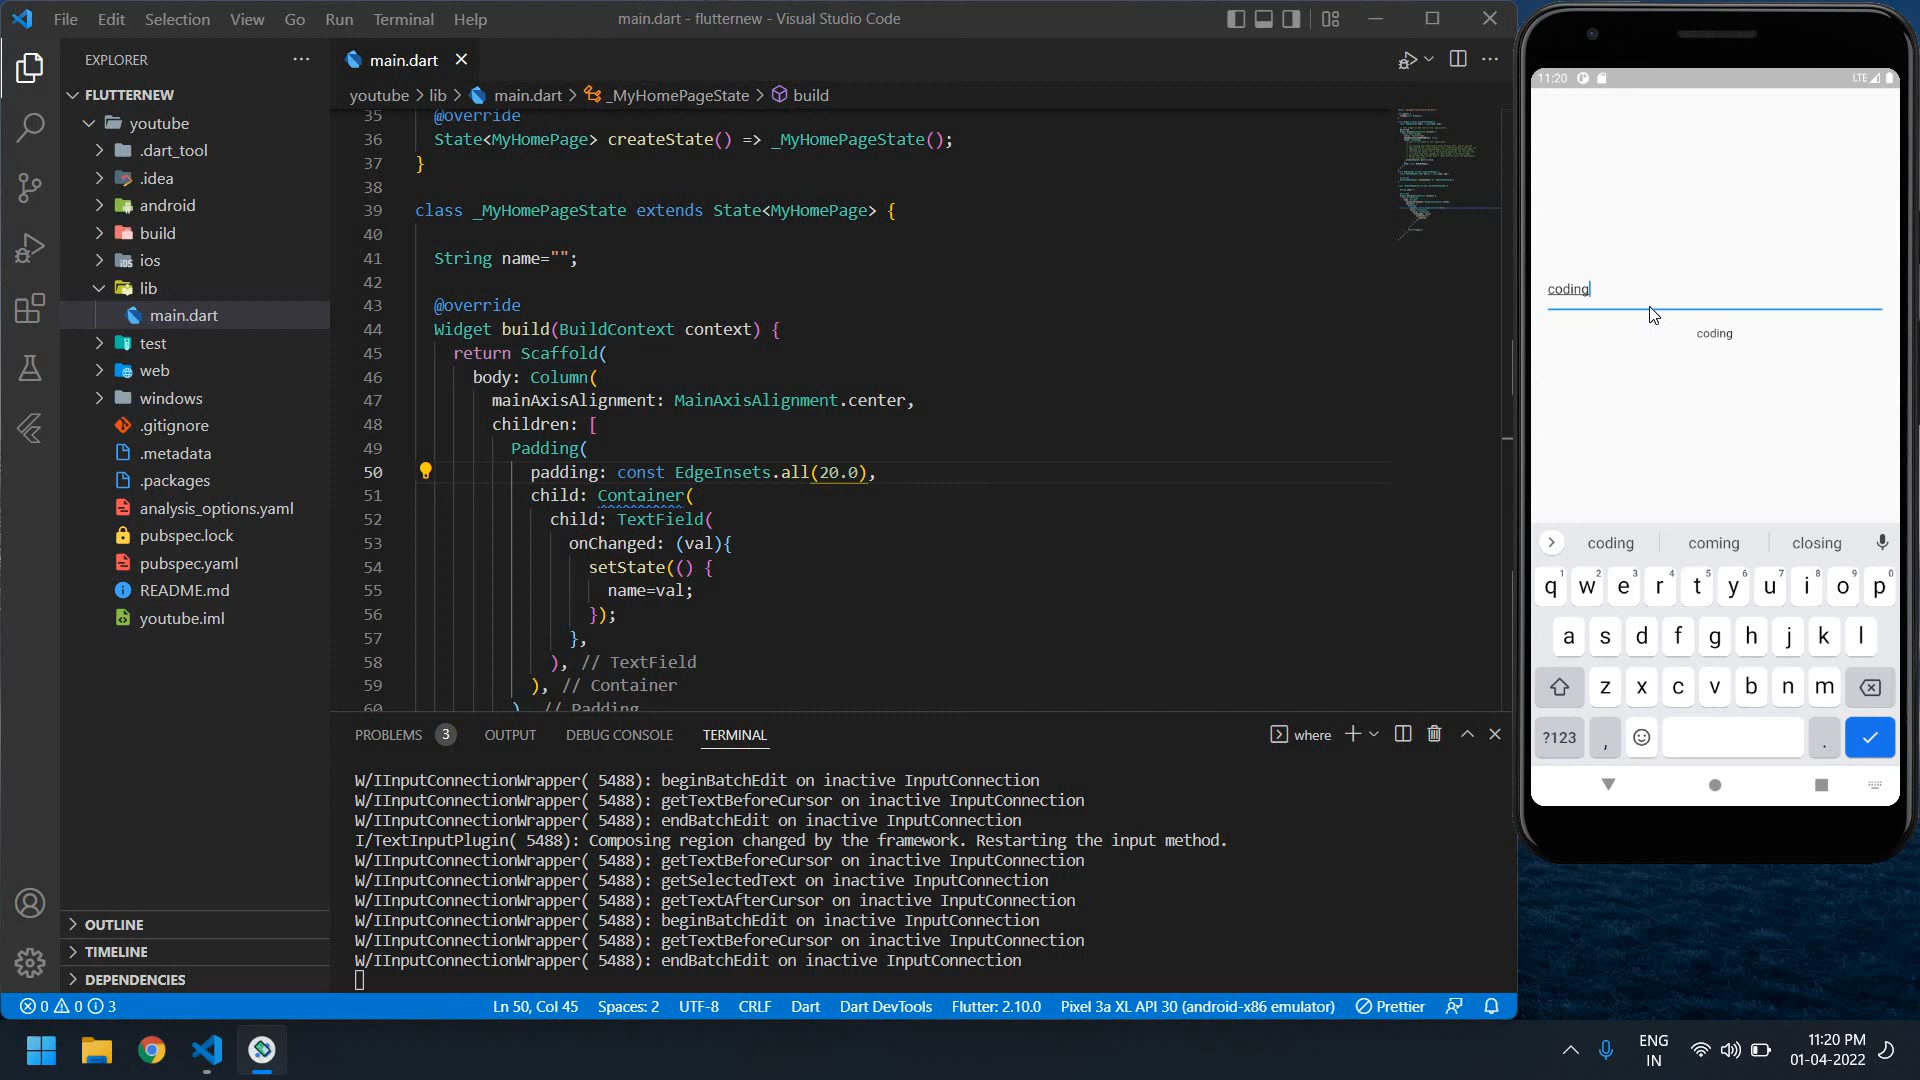 File Edit Selection View Go Run Terminal Help
main.dart - flutternew - Visual Studio Code
EXPLORER
FLUTTERNEW
youtube
.dart_tool
.idea
android
build
ios
lib
main.dart
test
web
windows
.gitignore
.metadata
.packages
analysis_options.yaml
pubspec.lock
pubspec.yaml
README.md
youtube.iml
OUTLINE
TIMELINE
DEPENDENCIES
main.dart
youtube > lib > main.dart > _MyHomePageState > build
35 @override
36 State<MyHomePage> createState() => _MyHomePageState();
37 }
38
39 class _MyHomePageState extends State<MyHomePage> {
40
41 String name="";
42
43 @override
44 Widget build(BuildContext context) {
45 return Scaffold(
46 body: Column(
47 mainAxisAlignment: MainAxisAlignment.center,
48 children: [
49 Padding(
50 padding: const EdgeInsets.all(20.0),
51 child: Container(
52 child: TextField(
53 onChanged: (val){
54 setState(() {
55 name=val;
56 });
57 },
58 ), // TextField
59 ), // Container
60 ) // Padding
PROBLEMS 3 OUTPUT DEBUG CONSOLE TERMINAL
where
W/IInputConnectionWrapper( 5488): beginBatchEdit on inactive InputConnection
W/IInputConnectionWrapper( 5488): getTextBeforeCursor on inactive InputConnection
W/IInputConnectionWrapper( 5488): endBatchEdit on inactive InputConnection
I/TextInputPlugin( 5488): Composing region changed by the framework. Restarting the input method.
W/IInputConnectionWrapper( 5488): getTextBeforeCursor on inactive InputConnection
W/IInputConnectionWrapper( 5488): getSelectedText on inactive InputConnection
W/IInputConnectionWrapper( 5488): getTextAfterCursor on inactive InputConnection
W/IInputConnectionWrapper( 5488): beginBatchEdit on inactive InputConnection
W/IInputConnectionWrapper( 5488): getTextBeforeCursor on inactive InputConnection
W/IInputConnectionWrapper( 5488): endBatchEdit on inactive InputConnection
0 0 3
Ln 50, Col 45 Spaces: 2 UTF-8 CRLF Dart Dart DevTools Flutter: 2.10.0 Pixel 3a XL API 30 (android-x86 emulator) Prettier
11:20 LTE
coding
coding
coding coming closing
q1 w2 e3 r4 t5 y6 u7 i8 o9 p0
a s d f g h j k l
z x c v b n m
?123 , .
ENG
IN
11:20 PM
01-04-2022